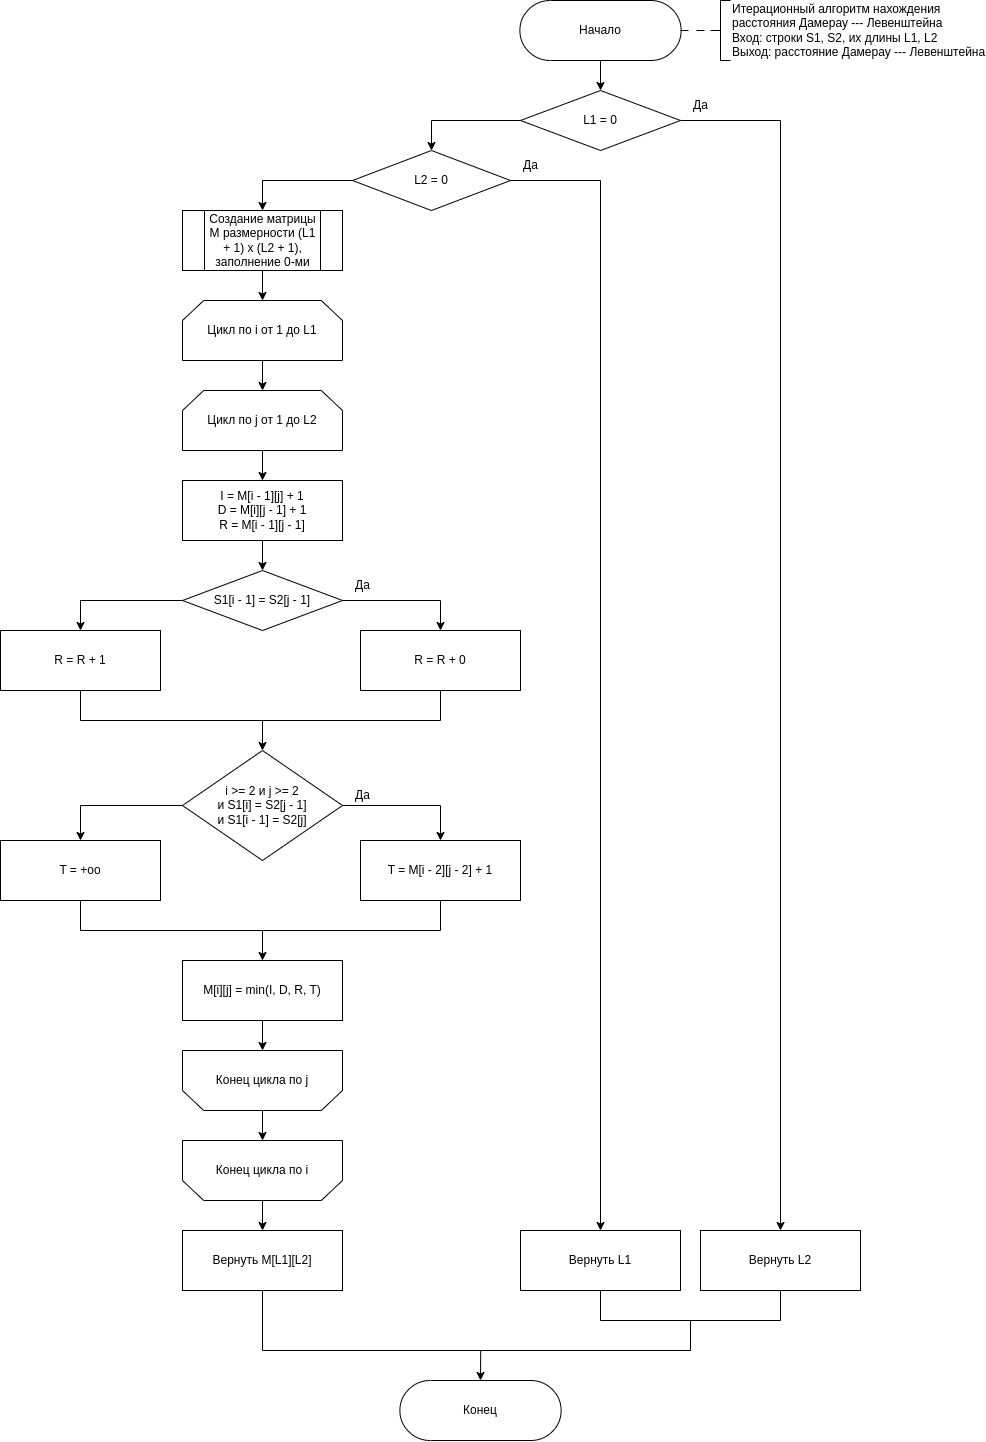 Начало
Итерационный алгоритм нахождения
расстояния Дамерау --- Левенштейна
Вход: строки S1, S2, их длины L1, L2
Выход: расстояние Дамерау --- Левенштейна
L1 = 0
Да
L2 = 0
Да
Создание матрицы
M размерности (L1
+ 1) x (L2 + 1),
заполнение 0-ми
Цикл по i от 1 до L1
Цикл по j от 1 до L2
I = M[i - 1][j] + 1
D = M[i][j - 1] + 1
R = M[i - 1][j - 1]
S1[i - 1] = S2[j - 1]
Да
R = R + 1
R = R + 0
i >= 2 и j >= 2
и S1[i] = S2[j - 1]
и S1[i - 1] = S2[j]
Да
T = +oo
T = M[i - 2][j - 2] + 1
M[i][j] = min(I, D, R, T)
Конец цикла по j
Конец цикла по i
Вернуть M[L1][L2]
Вернуть L1
Вернуть L2
Конец